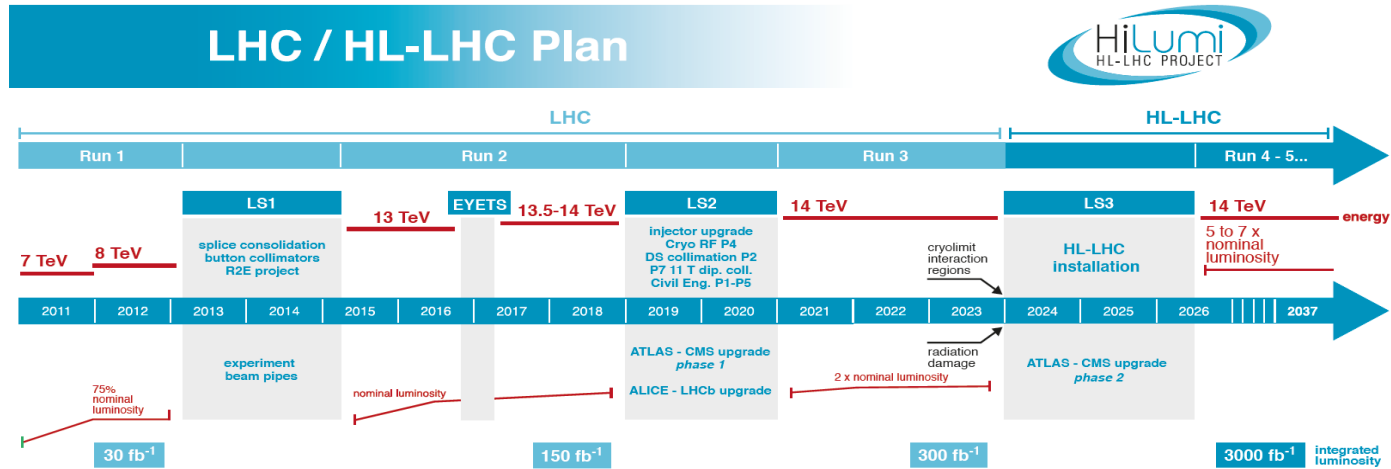 LHC / HL-LHC Plan
HiLumi
HL-LHC PROJECT
LHC
HL-LHC
Run 1
Run 2
Run 3
Run 4 - 5...
LS1
EYETS
LS2
LS3
7 TeV
8 TeV
13 TeV
13.5-14 TeV
14 TeV
14 TeV
energy
splice consolidation
button collimators
R2E project
injector upgrade
Cryo RF P4
DS collimation P2
P7 11 T dip. coll.
Civil Eng. P1-P5
cryolimit
interaction
regions
HL-LHC
installation
5 to 7 x
nominal
luminosity
2011
2012
2013
2014
2015
2016
2017
2018
2019
2020
2021
2022
2023
2024
2025
2026
2037
75%
nominal
luminosity
experiment
beam pipes
nominal luminosity
ATLAS - CMS upgrade
phase 1
ALICE - LHCb upgrade
2 x nominal luminosity
radiation
damage
ATLAS - CMS upgrade
phase 2
30 fb⁻¹
150 fb⁻¹
300 fb⁻¹
3000 fb⁻¹
integrated
luminosity